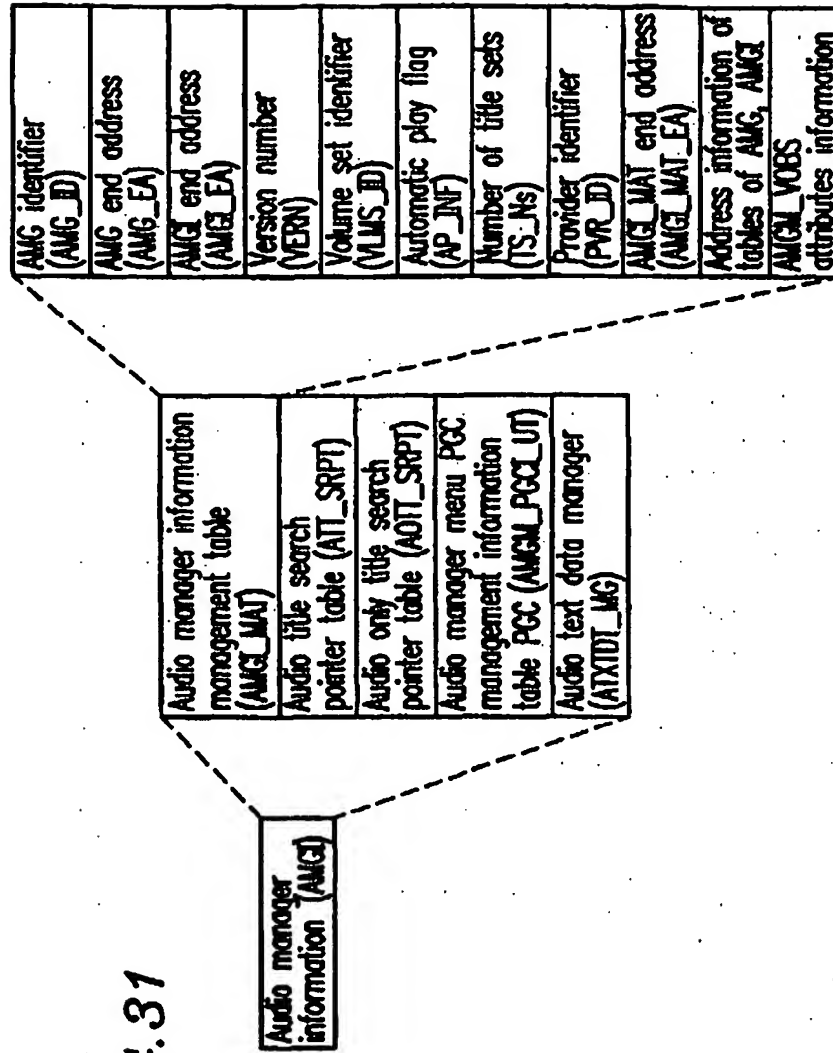 .31
Audio manager
information (AMGI)
Audio manager information
management table
(AMGI_MAT)
Audio title search
pointer table (ATT_SRPT)
Audio only title search
pointer table (AOTT_SRPT)
Audio manager menu PGC
management information
table PGC (AMGM_PGCI_UT)
Audio text data manager
(ATXTDT_MG)
AMG identifier
(AMG_ID)
AMG end address
(AMG_EA)
AMGI end address
(AMGI_EA)
Version number
(VERN)
Volume set identifier
(VLMS_ID)
Automatic play flag
(AP_INF)
Number of title sets
(TS_Ns)
Provider identifier
(PVR_ID)
AMGI_MAT end address
(AMGI_MAT_EA)
Address information of
tables of AMG, AMGI
AMGM_VOBS
attributes information